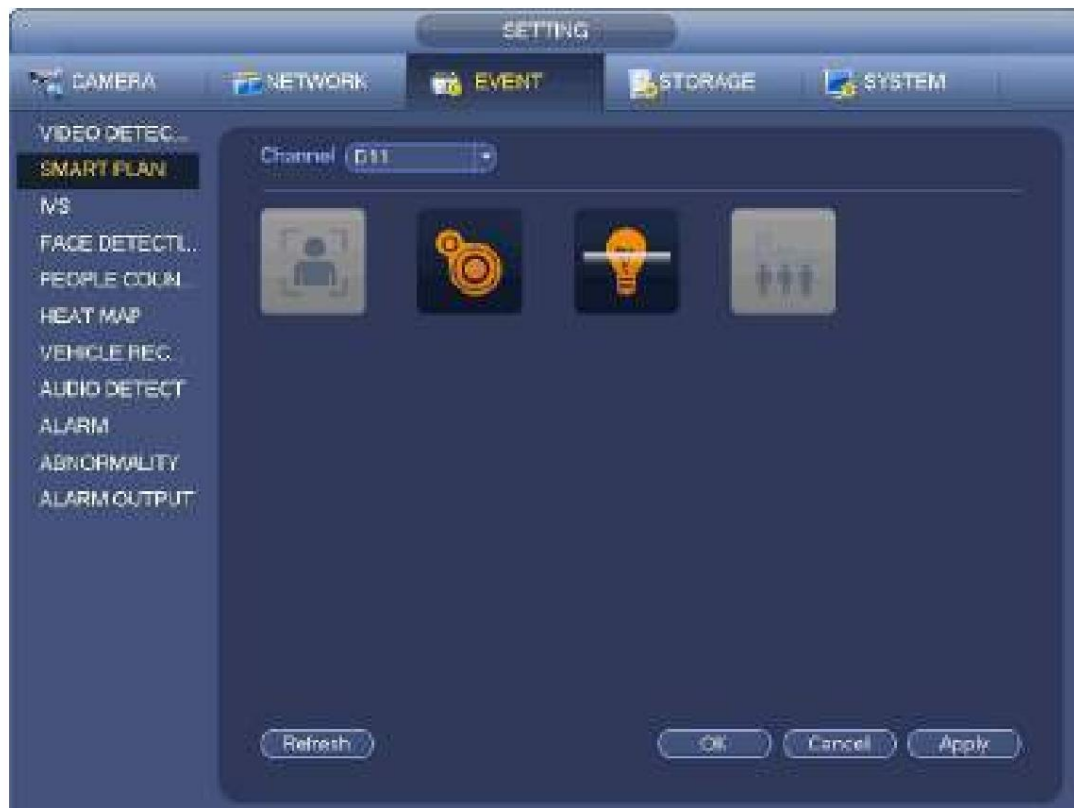 SETTING
CAMERA NETWORK EVENT STORAGE SYSTEM
VIDEO DETEC...
SMART PLAN
IVS
FACE DETECTI...
PEOPLE COUN...
HEAT MAP
VEHICLE REC...
AUDIO DETECT
ALARM
ABNORMALITY
ALARM OUTPUT
Channel D11
Refresh OK Cancel Apply